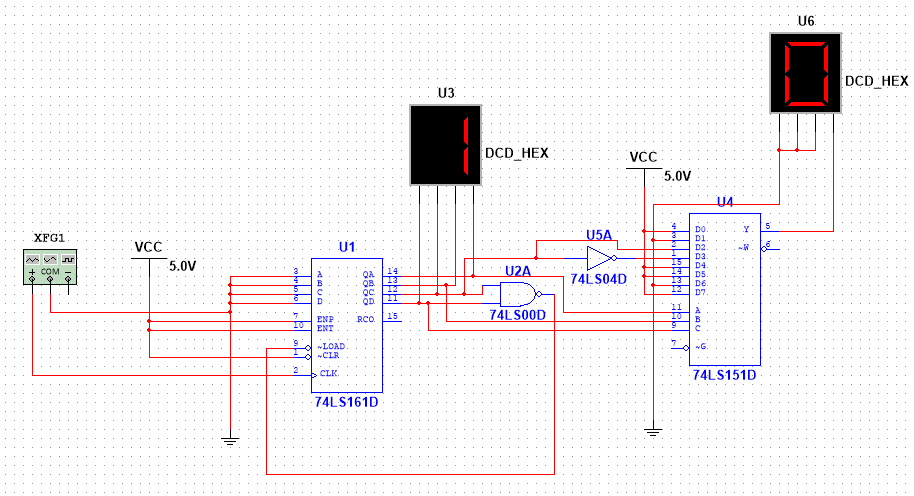 U6
DCD_HEX
U3
DCD_HEX
VCC
5.0V
U4
XFG1
+ COM −
VCC
5.0V
U1
3 A QA 14
4 B QB 13
5 C QC 12
6 D QD 11
7 ENP RCO 15
10 ENT
9 ~LOAD
1 ~CLR
2 CLK
74LS161D
U5A
74LS04D
U2A
74LS00D
4 D0 Y 5
3 D1
2 D2 ~W 6
1 D3
15 D4
14 D5
13 D6
12 D7
11 A
10 B
9 C
7 ~G
74LS151D
1
0